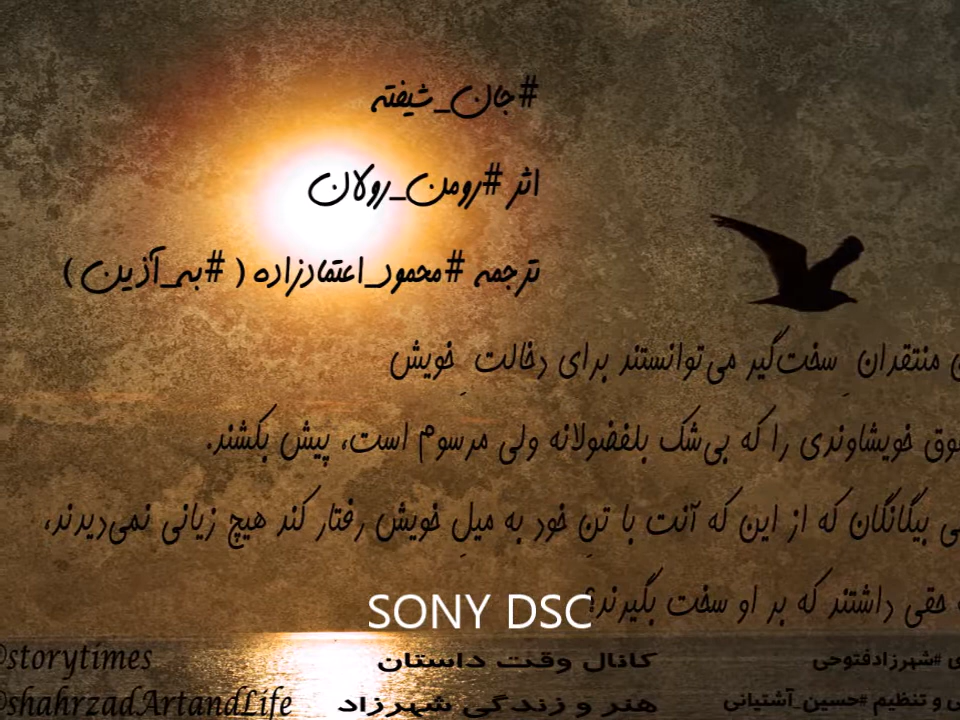 #جان_شیفته
اثر #رومن_رولان
ترجمه #محمود_اعتمادزاده ( #به_آذین )
منتقدان ِ سخت‌گیر می‌توانستند برای دخالت ِ خویش
خویشاوندی را که بی‌شک بلفضولانه ولی مرسوم است، پیش بکشند.
بیگانگان که از این که آنت با تنِ خود به میلِ خویش رفتار کند هیچ زیانی نمی‌دیدند،
حقی داشتند که بر او سخت بگیرند؟
SONY DSC
#شهرزادفتوحی کانال وقت داستان @storytimes
و تنظیم #حسین_آشتیانی هنر و زندگی شهرزاد @shahrzadArtandLife